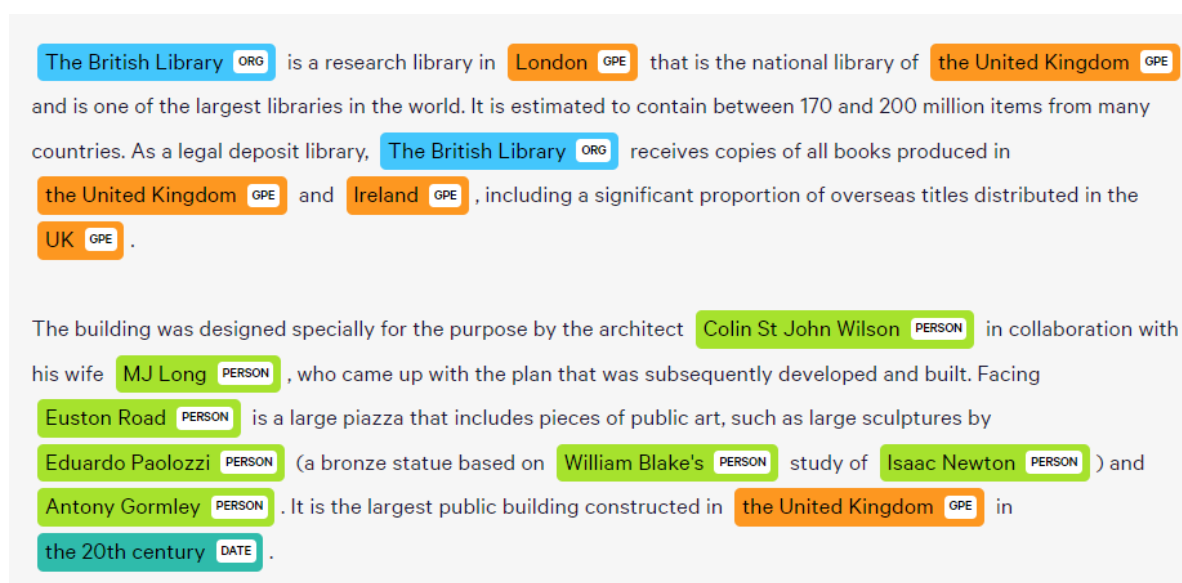 The British Library ORG is a research library in London GPE that is the national library of the United Kingdom GPE
and is one of the largest libraries in the world. It is estimated to contain between 170 and 200 million items from many
countries. As a legal deposit library, The British Library ORG receives copies of all books produced in
the United Kingdom GPE and Ireland GPE , including a significant proportion of overseas titles distributed in the
UK GPE .
The building was designed specially for the purpose by the architect Colin St John Wilson PERSON in collaboration with
his wife MJ Long PERSON , who came up with the plan that was subsequently developed and built. Facing
Euston Road PERSON is a large piazza that includes pieces of public art, such as large sculptures by
Eduardo Paolozzi PERSON (a bronze statue based on William Blake's PERSON study of Isaac Newton PERSON ) and
Antony Gormley PERSON . It is the largest public building constructed in the United Kingdom GPE in
the 20th century DATE .